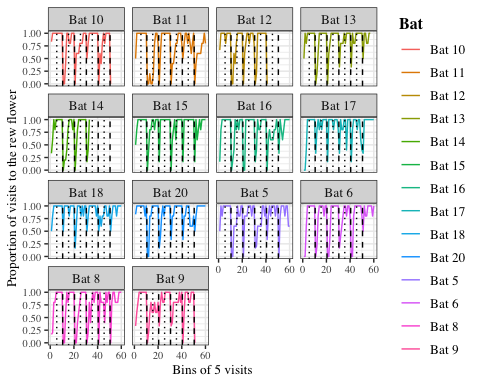 Bat 10 Bat 11 Bat 12 Bat 13
1.00
0.75
0.50
0.25
0.00
Bat 14 Bat 15 Bat 16 Bat 17
1.00
0.75
0.50
0.25
0.00
Bat 18 Bat 20 Bat 5 Bat 6
1.00
0.75
0.50
0.25
0.00
0 20 40 60 0 20 40 60
Bat 8 Bat 9
1.00
0.75
0.50
0.25
0.00
0 20 40 60 0 20 40 60
Bins of 5 visits
Proportion of visits to the rew flower
Bat
Bat 10
Bat 11
Bat 12
Bat 13
Bat 14
Bat 15
Bat 16
Bat 17
Bat 18
Bat 20
Bat 5
Bat 6
Bat 8
Bat 9